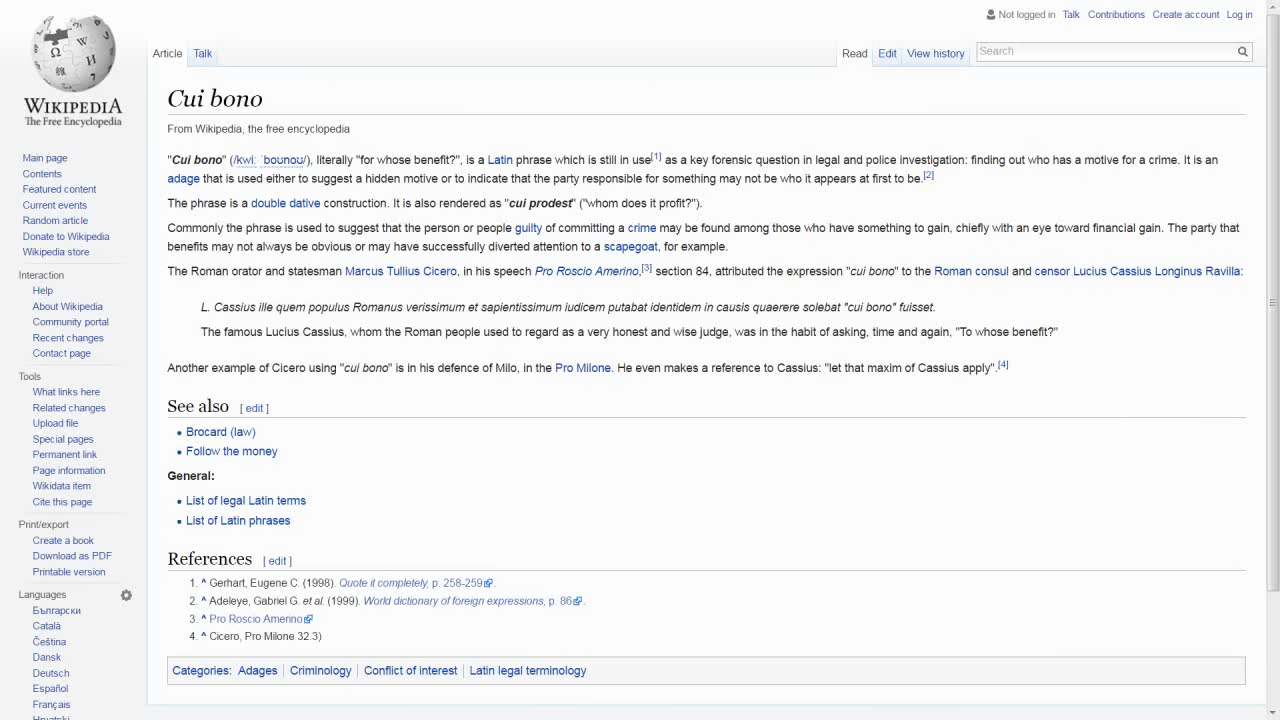 Not logged in Talk Contributions Create account Log in
Article Talk Read Edit View history Search
WIKIPEDIA
The Free Encyclopedia
Main page
Contents
Featured content
Current events
Random article
Donate to Wikipedia
Wikipedia store
Interaction
Help
About Wikipedia
Community portal
Recent changes
Contact page
Tools
What links here
Related changes
Upload file
Special pages
Permanent link
Page information
Wikidata item
Cite this page
Print/export
Create a book
Download as PDF
Printable version
Languages
Български
Català
Čeština
Dansk
Deutsch
Español
Français
Hrvatski
Cui bono
From Wikipedia, the free encyclopedia
"Cui bono" (/kwiː ˈboʊnoʊ/), literally "for whose benefit?", is a Latin phrase which is still in use[1] as a key forensic question in legal and police investigation: finding out who has a motive for a crime. It is an
adage that is used either to suggest a hidden motive or to indicate that the party responsible for something may not be who it appears at first to be.[2]
The phrase is a double dative construction. It is also rendered as "cui prodest" ("whom does it profit?").
Commonly the phrase is used to suggest that the person or people guilty of committing a crime may be found among those who have something to gain, chiefly with an eye toward financial gain. The party that
benefits may not always be obvious or may have successfully diverted attention to a scapegoat, for example.
The Roman orator and statesman Marcus Tullius Cicero, in his speech Pro Roscio Amerino,[3] section 84, attributed the expression "cui bono" to the Roman consul and censor Lucius Cassius Longinus Ravilla:
L. Cassius ille quem populus Romanus verissimum et sapientissimum iudicem putabat identidem in causis quaerere solebat "cui bono" fuisset.
The famous Lucius Cassius, whom the Roman people used to regard as a very honest and wise judge, was in the habit of asking, time and again, "To whose benefit?"
Another example of Cicero using "cui bono" is in his defence of Milo, in the Pro Milone. He even makes a reference to Cassius: "let that maxim of Cassius apply".[4]
See also [ edit ]
Brocard (law)
Follow the money
General:
List of legal Latin terms
List of Latin phrases
References [ edit ]
1. ^ Gerhart, Eugene C. (1998). Quote it completely, p. 258-259.
2. ^ Adeleye, Gabriel G. et al. (1999). World dictionary of foreign expressions, p. 86.
3. ^ Pro Roscio Amerino
4. ^ Cicero, Pro Milone 32.3)
Categories: Adages | Criminology | Conflict of interest | Latin legal terminology